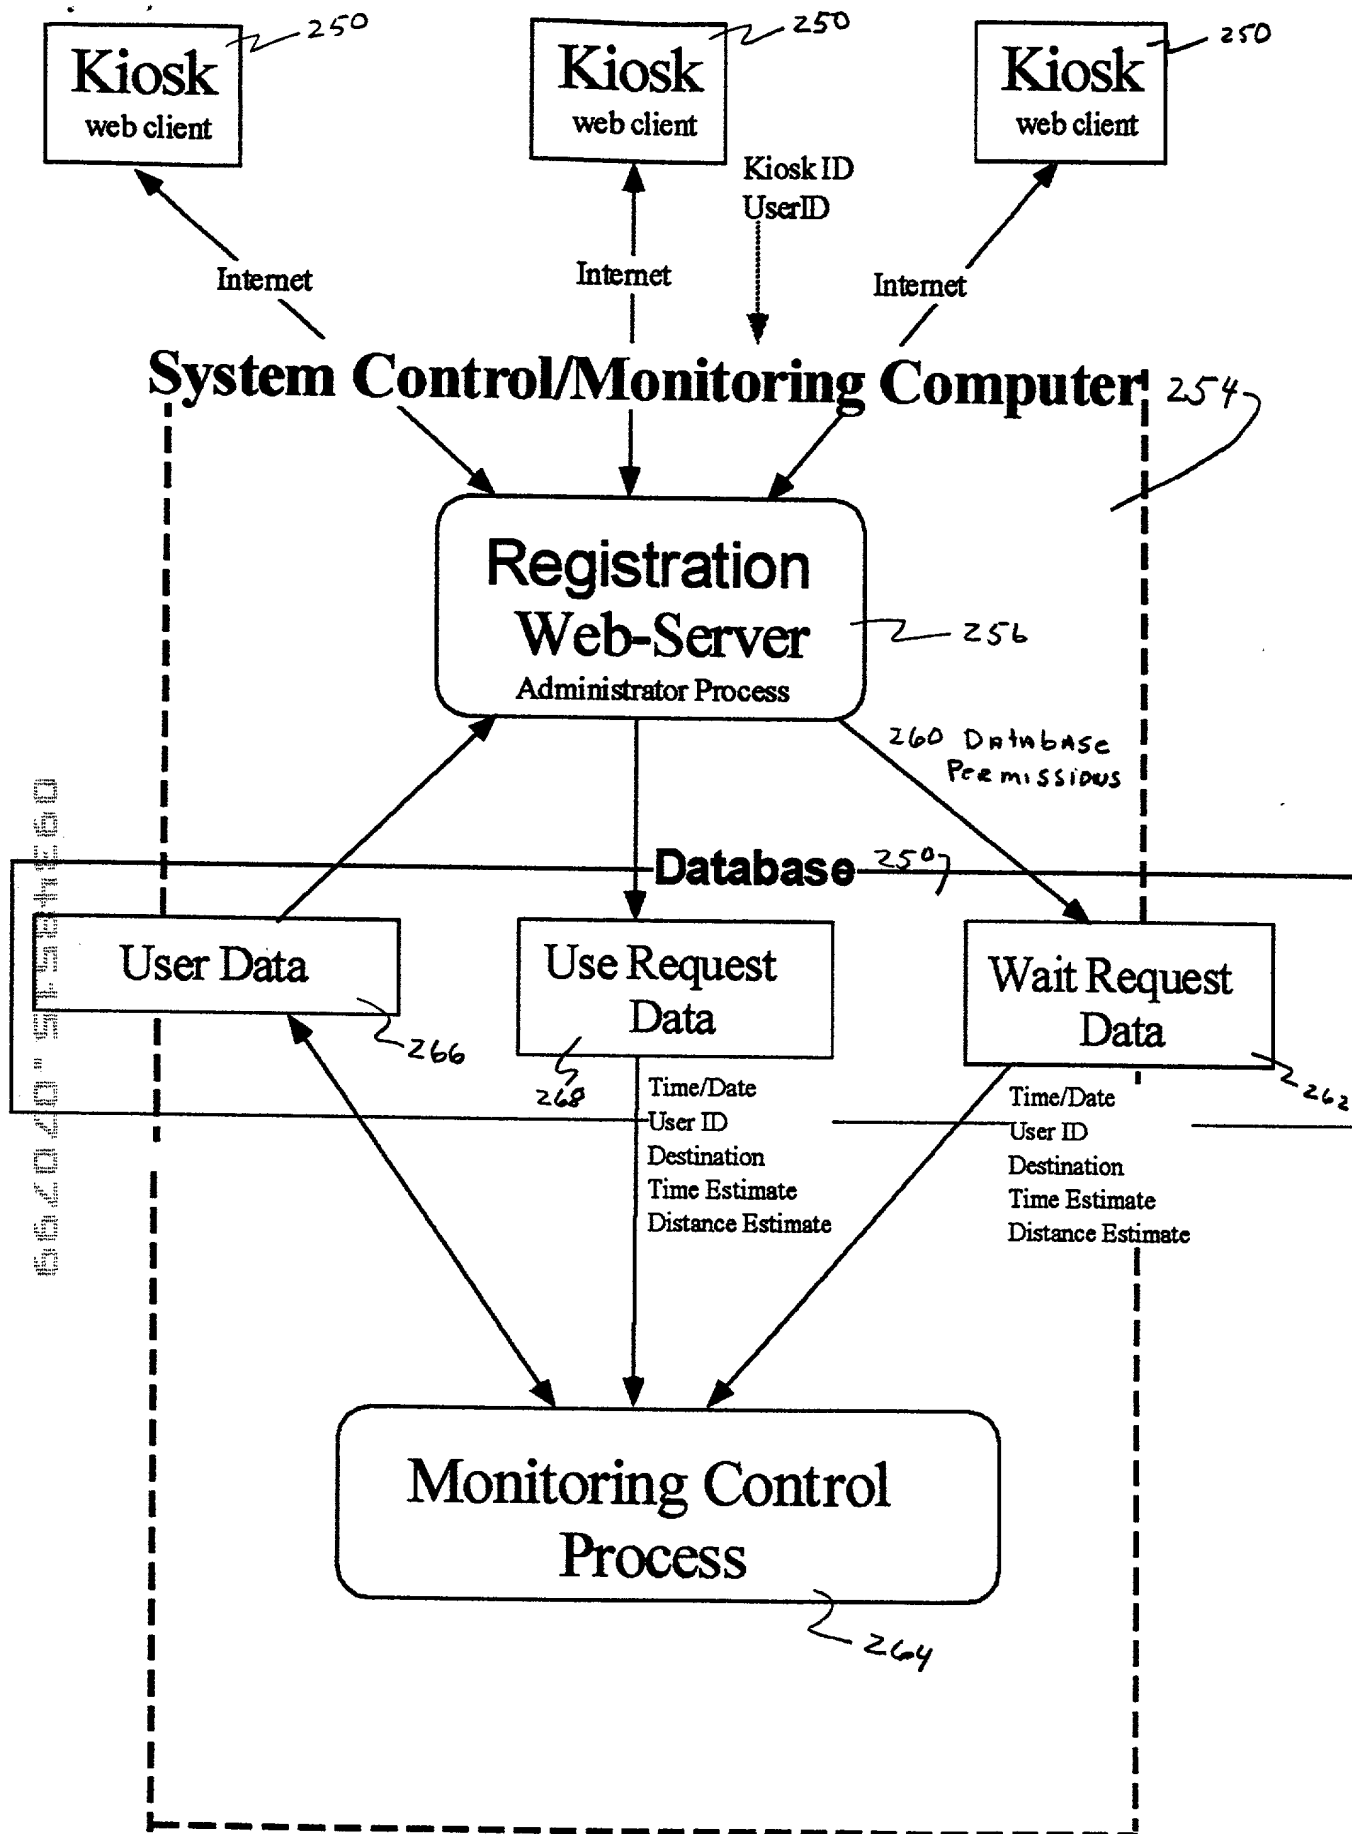 250
250
250
Kiosk
web client
Kiosk
web client
Kiosk
web client
Kiosk ID
UserID
Internet
Internet
Internet
System Control/Monitoring Computer
254
Registration
Web-Server
Administrator Process
256
260 Database
Permissions
Database
250
User Data
266
Use Request
Data
268
Wait Request
Data
262
Time/Date
User ID
Destination
Time Estimate
Distance Estimate
Time/Date
User ID
Destination
Time Estimate
Distance Estimate
Monitoring Control
Process
264